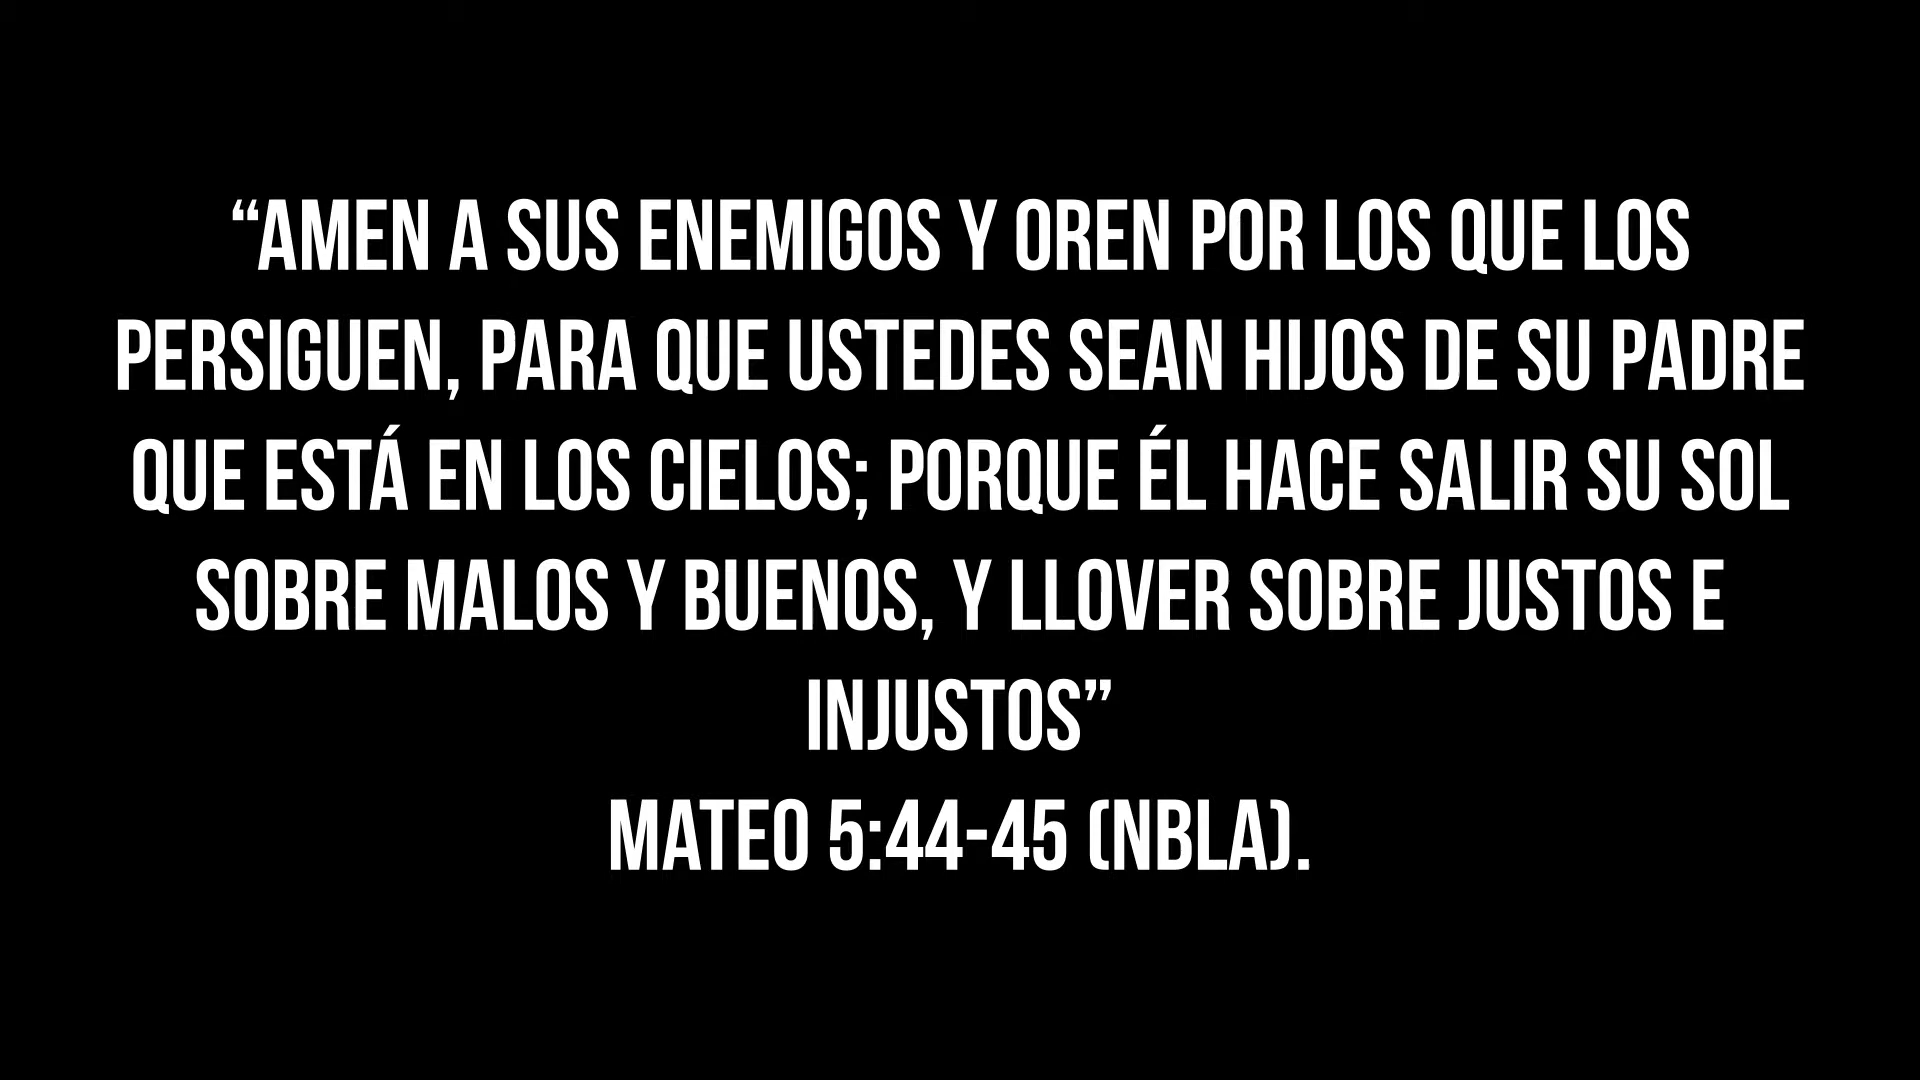 “AMEN A SUS ENEMIGOS Y OREN POR LOS QUE LOS
PERSIGUEN, PARA QUE USTEDES SEAN HIJOS DE SU PADRE
QUE ESTÁ EN LOS CIELOS; PORQUE ÉL HACE SALIR SU SOL
SOBRE MALOS Y BUENOS, Y LLOVER SOBRE JUSTOS E
INJUSTOS”
MATEO 5:44-45 (NBLA).